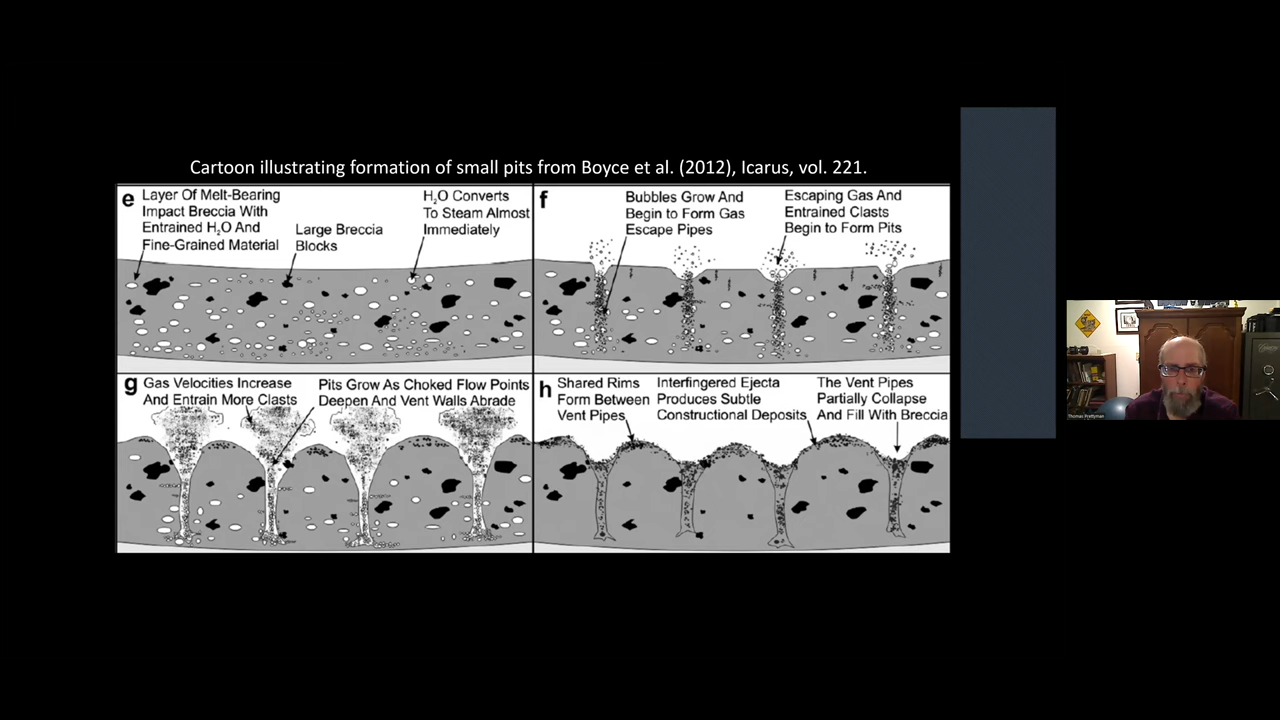 Cartoon illustrating formation of small pits from Boyce et al. (2012), Icarus, vol. 221.
e
Layer Of Melt-Bearing
Impact Breccia With
Entrained H₂O And
Fine-Grained Material
Large Breccia
Blocks
H₂O Converts
To Steam Almost
Immediately
f
Bubbles Grow And
Begin to Form Gas
Escape Pipes
Escaping Gas And
Entrained Clasts
Begin to Form Pits
g
Gas Velocities Increase
And Entrain More Clasts
Pits Grow As Choked Flow Points
Deepen And Vent Walls Abrade
h
Shared Rims
Form Between
Vent Pipes
Interfingered Ejecta
Produces Subtle
Constructional Deposits
The Vent Pipes
Partially Collapse
And Fill With Breccia
Thomas Prettyman